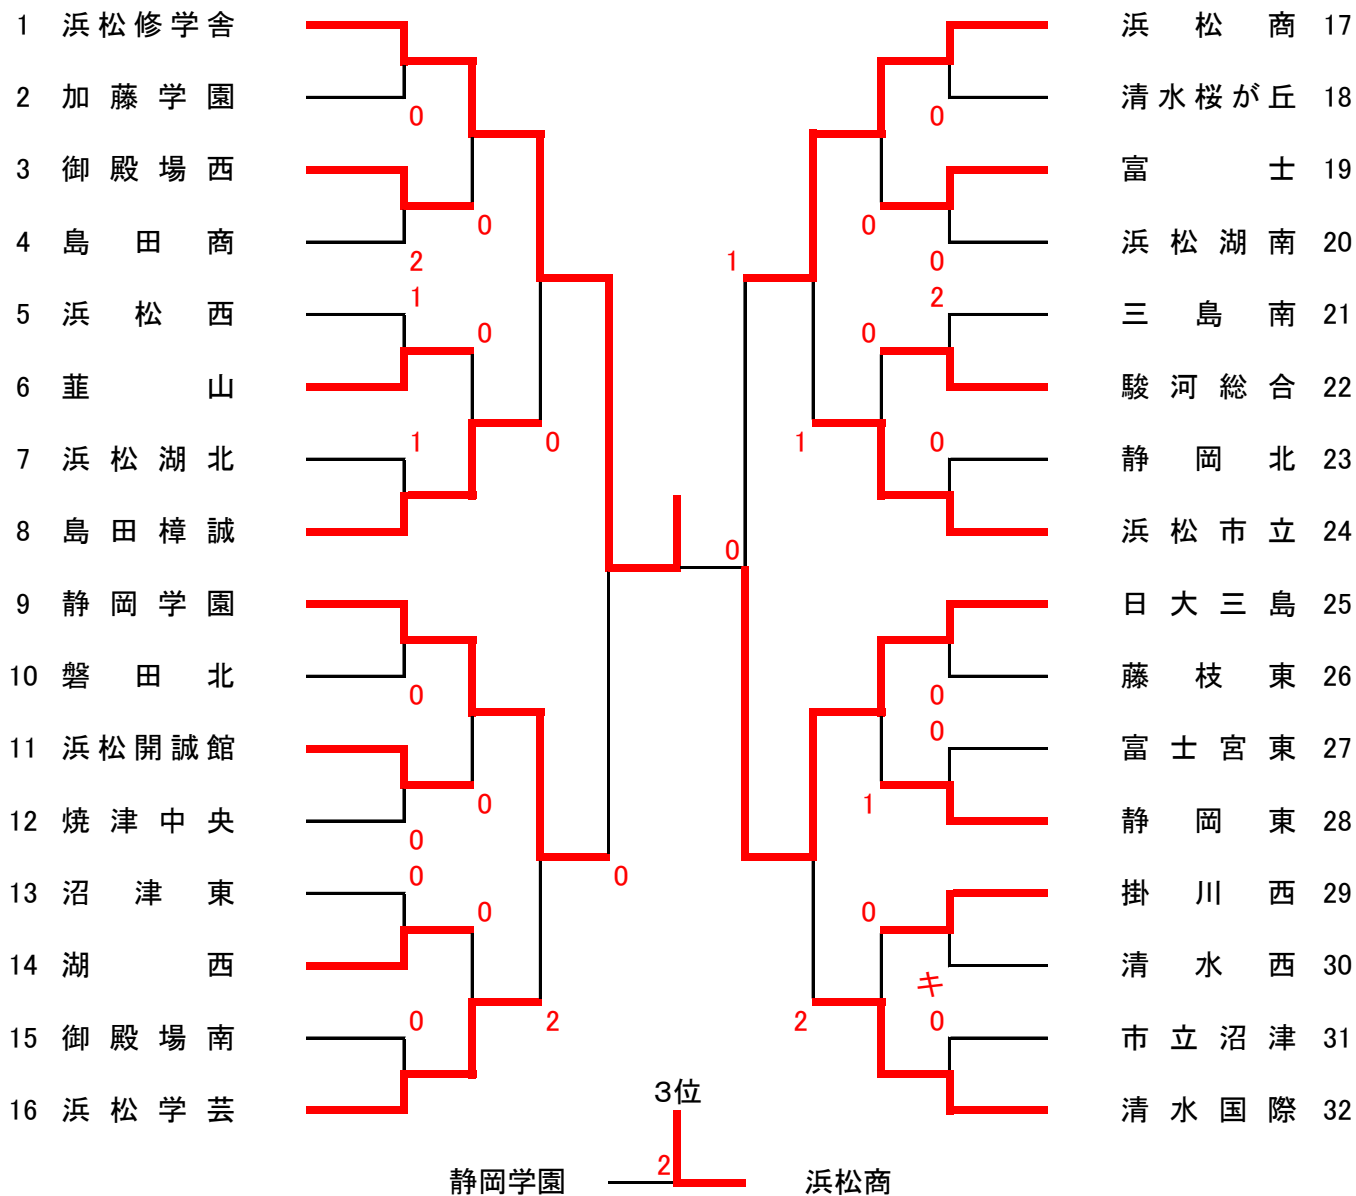 1 浜松修学舎 浜松商 17
2 加藤学園 清水桜が丘 18
0 0
3 御殿場西 富士 19
0 0
4 島田商 浜松湖南 20
2 1 0
1 2
5 浜松西 三島南 21
0 0
6 韮山 駿河総合 22
1 0 1 0
7 浜松湖北 静岡北 23
8 島田樟誠 浜松市立 24
0
9 静岡学園 日大三島 25
10 磐田北 藤枝東 26
0 0
0
11 浜松開誠館 富士宮東 27
0 1
12 焼津中央 静岡東 28
0
0 0
13 沼津東 掛川西 29
0 0
14 湖西 清水西 30
キ
0 2 2 0
15 御殿場南 市立沼津 31
3位
16 浜松学芸 清水国際 32
2
静岡学園 浜松商